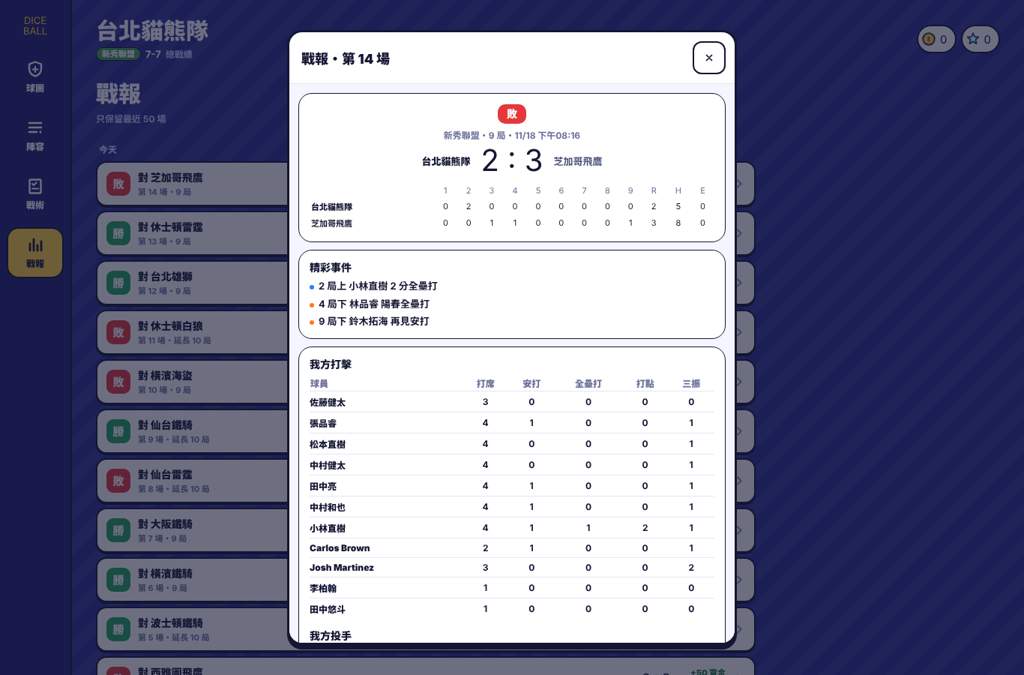 DICE
BALL
球團
陣容
戰術
戰報
台北貓熊隊
新秀聯盟 7-7 總戰績
0 0
戰報
只保留最近 50 場
今天
敗 對 芝加哥飛鷹
第 14 場・9 局
勝 對 休士頓雷霆
第 13 場・9 局
勝 對 台北雄獅
第 12 場・9 局
敗 對 休士頓白狼
第 11 場・延長 10 局
敗 對 橫濱海盜
第 10 場・9 局
勝 對 仙台鐵騎
第 9 場・延長 10 局
敗 對 仙台雷霆
第 8 場・延長 10 局
勝 對 大阪鐵騎
第 7 場・9 局
勝 對 橫濱鐵騎
第 6 場・9 局
勝 對 波士頓鐵騎
第 5 場・延長 10 局
對 西雅圖飛鷹
+50 資金
戰報・第 14 場
×
敗
新秀聯盟・9 局・11/18 下午08:16
台北貓熊隊 2 : 3 芝加哥飛鷹
1 2 3 4 5 6 7 8 9 R H E
台北貓熊隊 0 2 0 0 0 0 0 0 0 2 5 0
芝加哥飛鷹 0 0 1 1 0 0 0 0 1 3 8 0
精彩事件
2 局上 小林直樹 2 分全壘打
4 局下 林品睿 陽春全壘打
9 局下 鈴木拓海 再見安打
我方打擊
球員 打席 安打 全壘打 打點 三振
佐藤健太 3 0 0 0 0
張品睿 4 1 0 0 1
松本直樹 4 0 0 0 1
中村健太 4 0 0 0 1
田中亮 4 1 0 0 1
中村和也 4 1 0 0 1
小林直樹 4 1 1 2 1
Carlos Brown 2 1 0 0 1
Josh Martinez 3 0 0 0 2
李柏翰 1 0 0 0 0
田中悠斗 1 0 0 0 0
我方投手